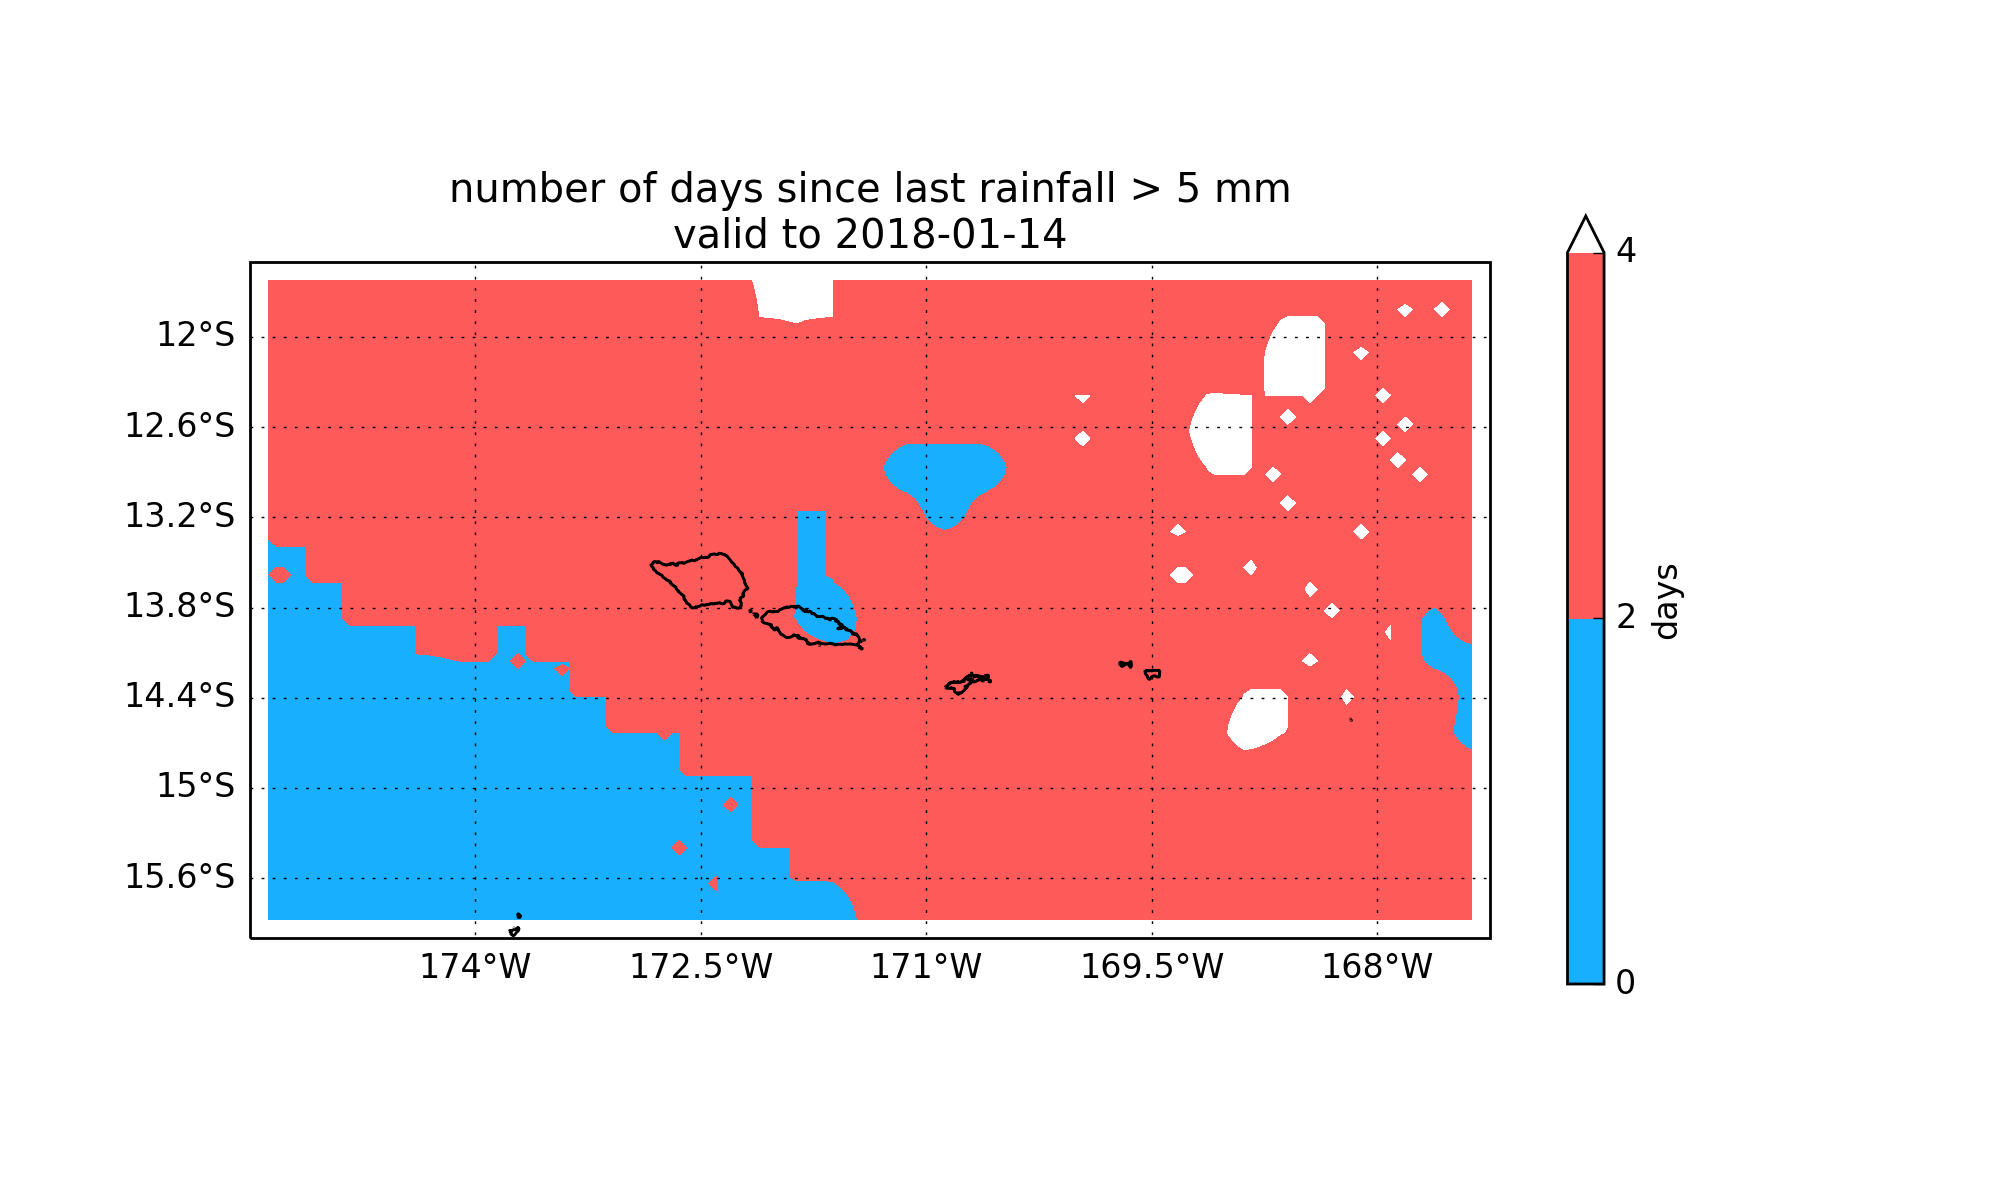 number of days since last rainfall > 5 mm
valid to 2018-01-14
12°S
12.6°S
13.2°S
13.8°S
14.4°S
15°S
15.6°S
174°W
172.5°W
171°W
169.5°W
168°W
4
2
0
days